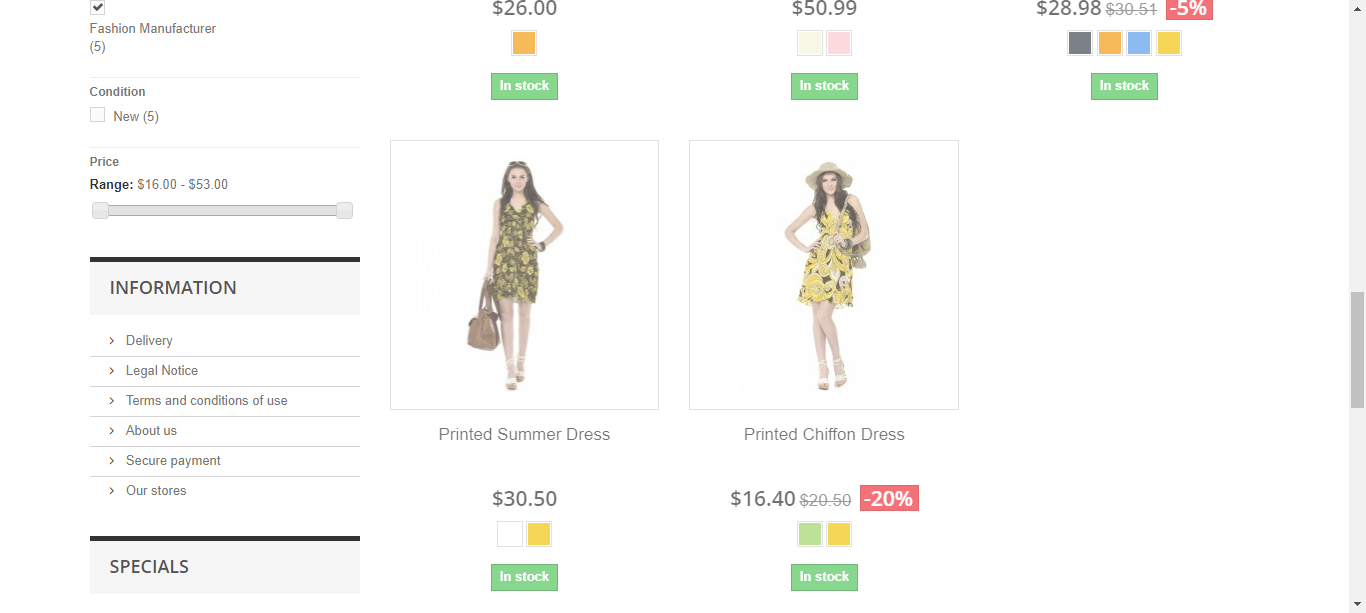 Fashion Manufacturer
(5)
Condition
New (5)
Price
Range: $16.00 - $53.00
INFORMATION
Delivery
Legal Notice
Terms and conditions of use
About us
Secure payment
Our stores
SPECIALS
$26.00
In stock
$50.99
In stock
$28.98 $30.51 -5%
In stock
Printed Summer Dress
$30.50
In stock
Printed Chiffon Dress
$16.40 $20.50 -20%
In stock